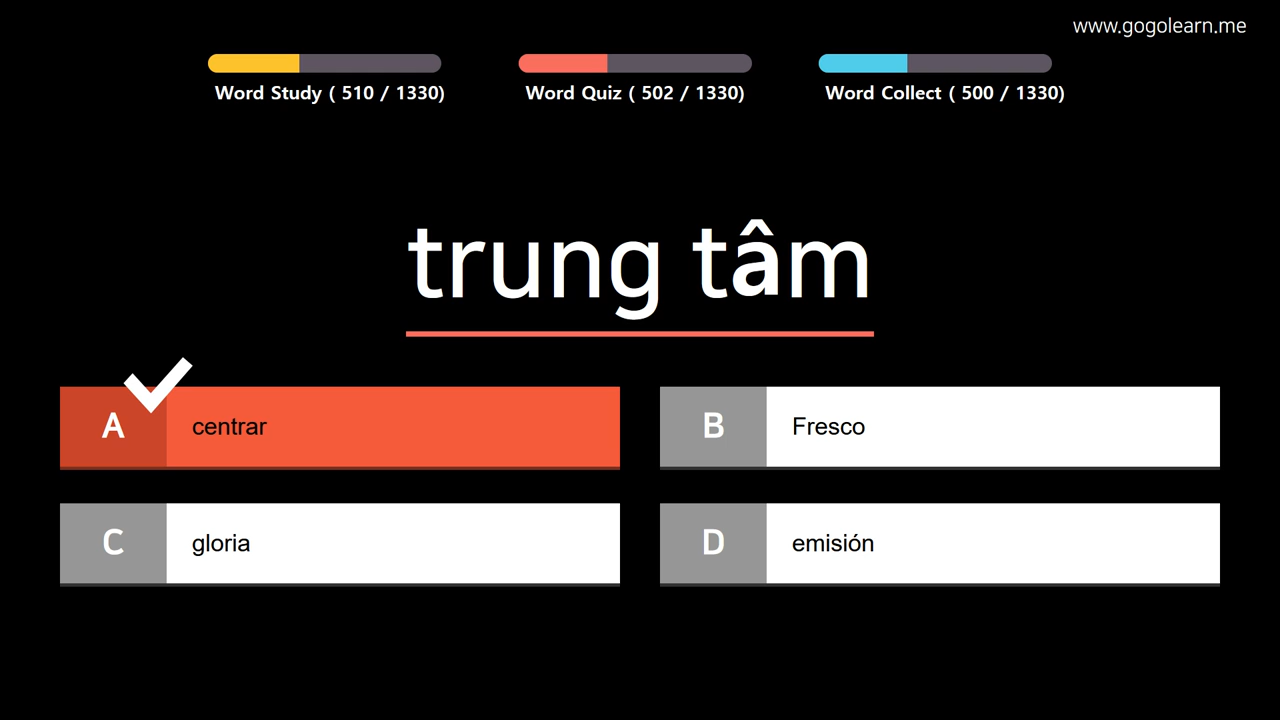 www.gogolearn.me
Word Study ( 510 / 1330)
Word Quiz ( 502 / 1330)
Word Collect ( 500 / 1330)
trung tâm
A centrar
B Fresco
C gloria
D emisión